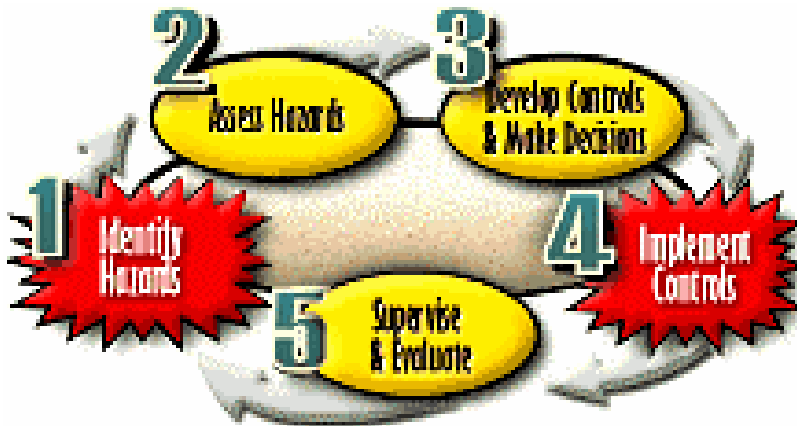 1
Identify
Hazards
2
Assess Hazards
3
Develop Controls
& Make Decisions
4
Implement
Controls
5
Supervise
& Evaluate